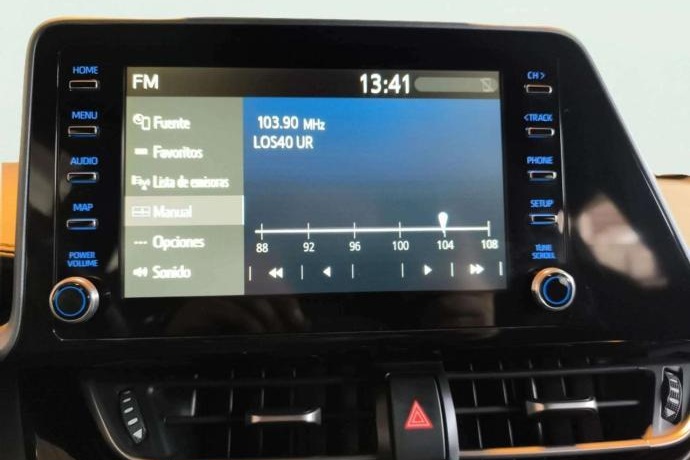 HOME
MENU
AUDIO
MAP
POWER
VOLUME
FM
13:41
Fuente
Favoritos
Lista de emisoras
Manual
Opciones
Sonido
103.90 MHz
LOS40 UR
88 92 96 100 104 108
CH >
< TRACK
PHONE
SETUP
TUNE
SCROLL